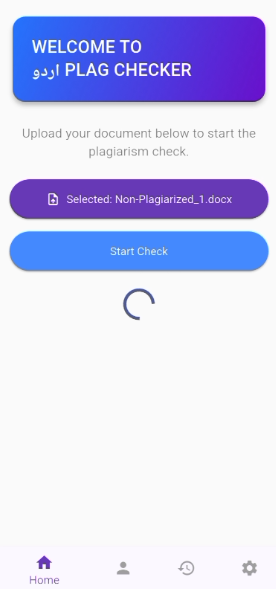 WELCOME TO
اردو PLAG CHECKER
Upload your document below to start the
plagiarism check.
Selected: Non-Plagiarized_1.docx
Start Check
Home